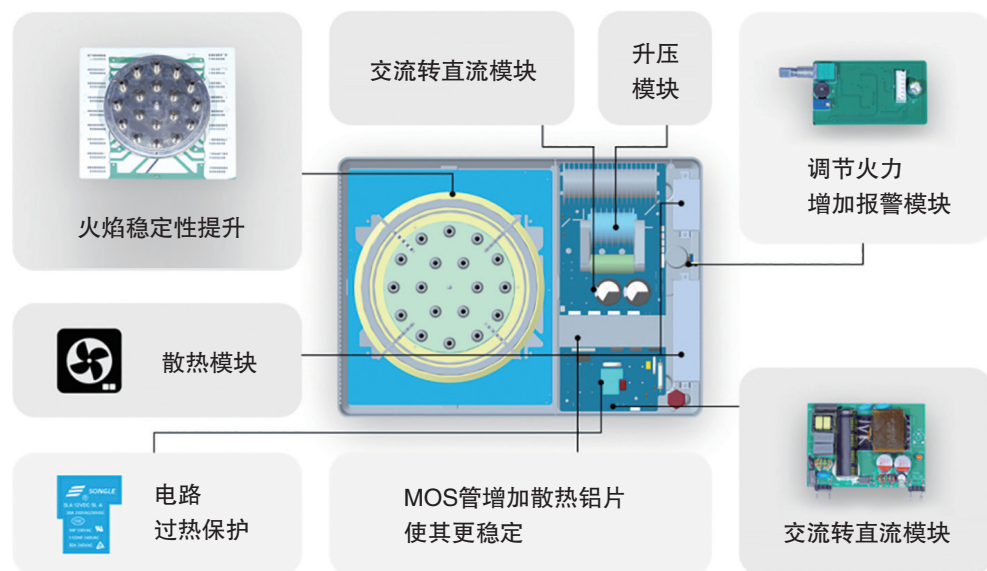 交流转直流模块
升压
模块
火焰稳定性提升
调节火力
增加报警模块
散热模块
电路
过热保护
SONGLE
MOS管增加散热铝片
使其更稳定
交流转直流模块